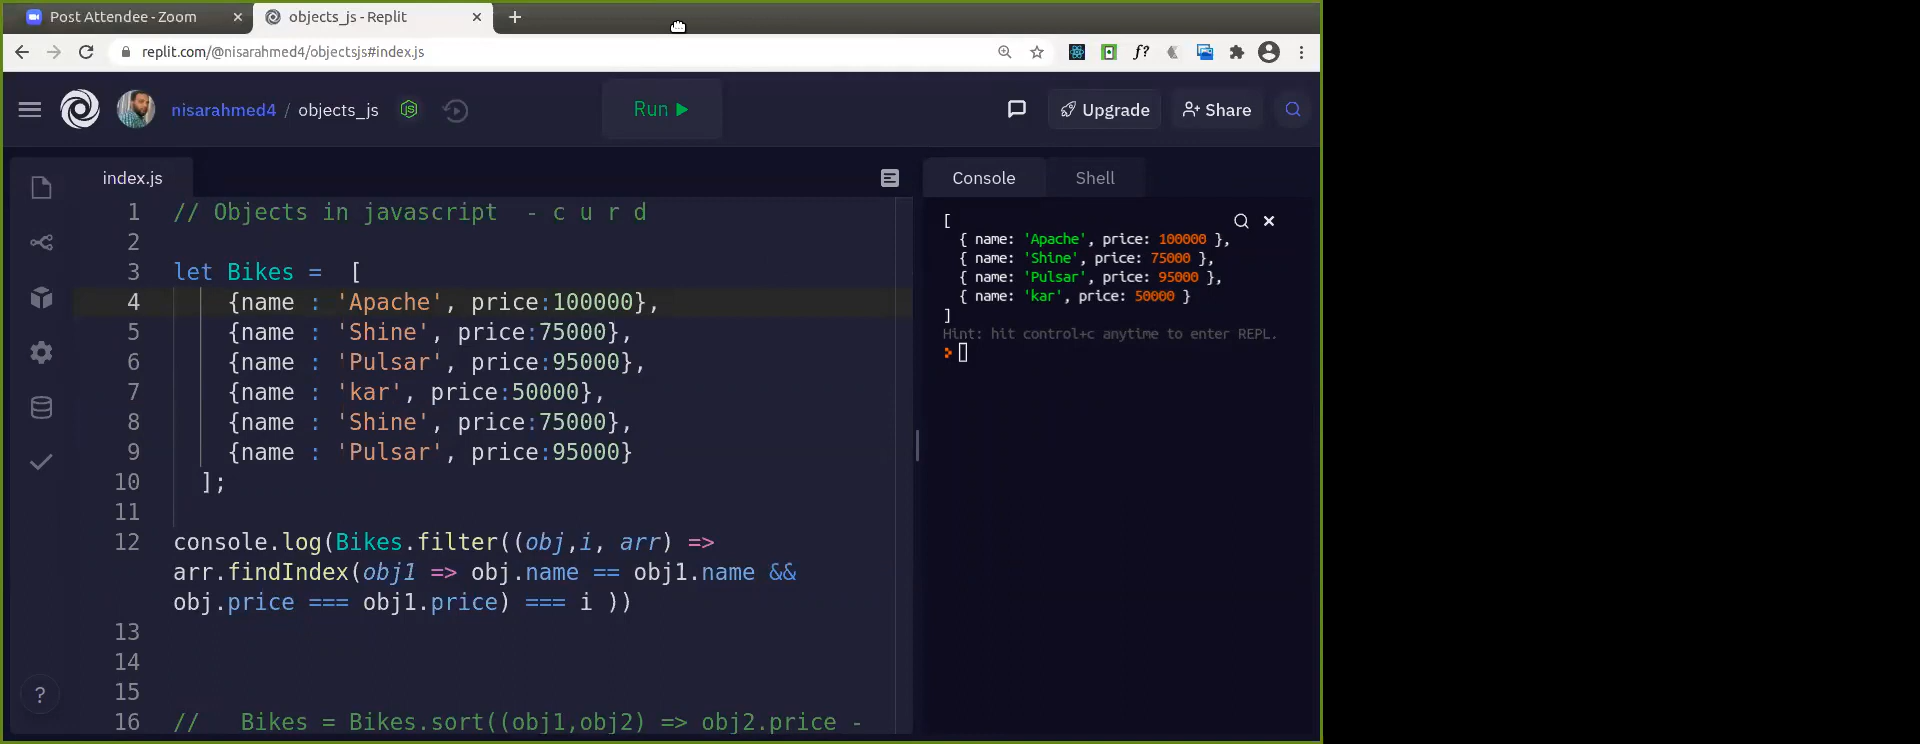 Post Attendee - Zoom
objects_js - Replit
replit.com/@nisarahmed4/objectsjs#index.js
f?
nisarahmed4 / objects_js
Run
Upgrade
Share
index.js
1 // Objects in javascript - c u r d
2
3 let Bikes = [
4 {name : 'Apache', price:100000},
5 {name : 'Shine', price:75000},
6 {name : 'Pulsar', price:95000},
7 {name : 'kar', price:50000},
8 {name : 'Shine', price:75000},
9 {name : 'Pulsar', price:95000}
10 ];
11
12 console.log(Bikes.filter((obj,i, arr) =>
arr.findIndex(obj1 => obj.name == obj1.name &&
obj.price === obj1.price) === i ))
13
14
15
16 // Bikes = Bikes.sort((obj1,obj2) => obj2.price -
?
Console
Shell
[
{ name: 'Apache', price: 100000 },
{ name: 'Shine', price: 75000 },
{ name: 'Pulsar', price: 95000 },
{ name: 'kar', price: 50000 }
]
Hint: hit control+c anytime to enter REPL.
>